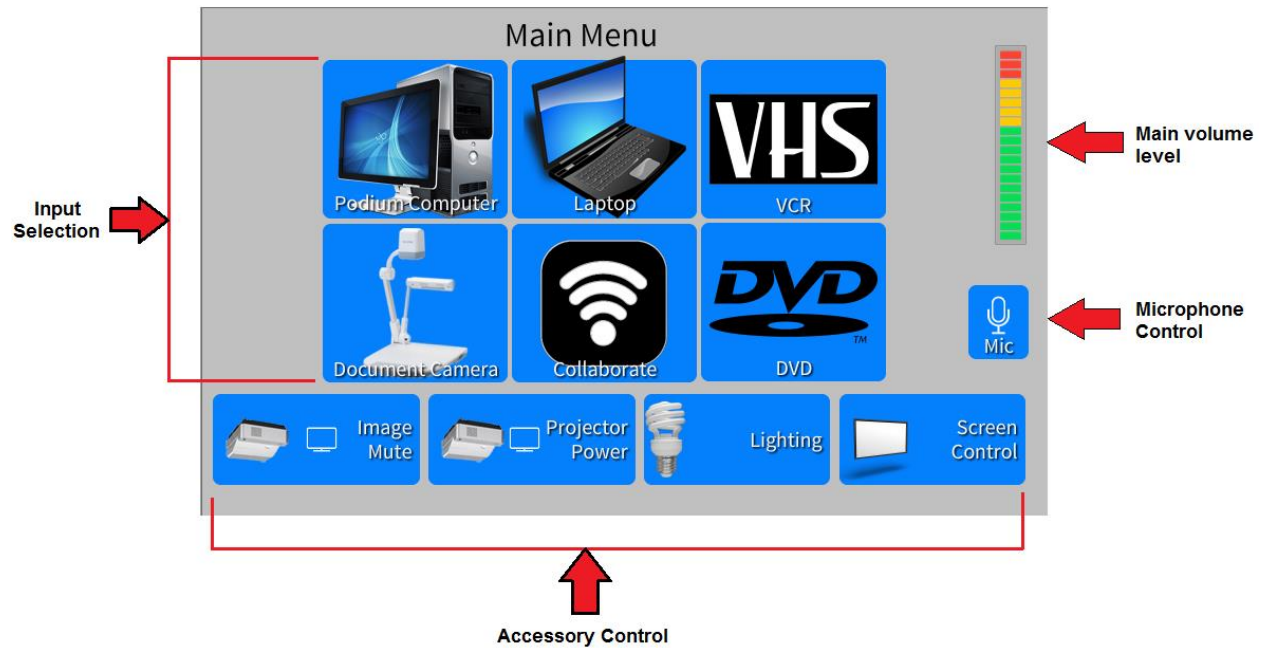 Main Menu
Podium Computer
Laptop
VHS
VCR
Document Camera
Collaborate
DVD
TM
DVD
Image
Mute
Projector
Power
Lighting
Screen
Control
Mic
Input
Selection
Main volume
level
Microphone
Control
Accessory Control